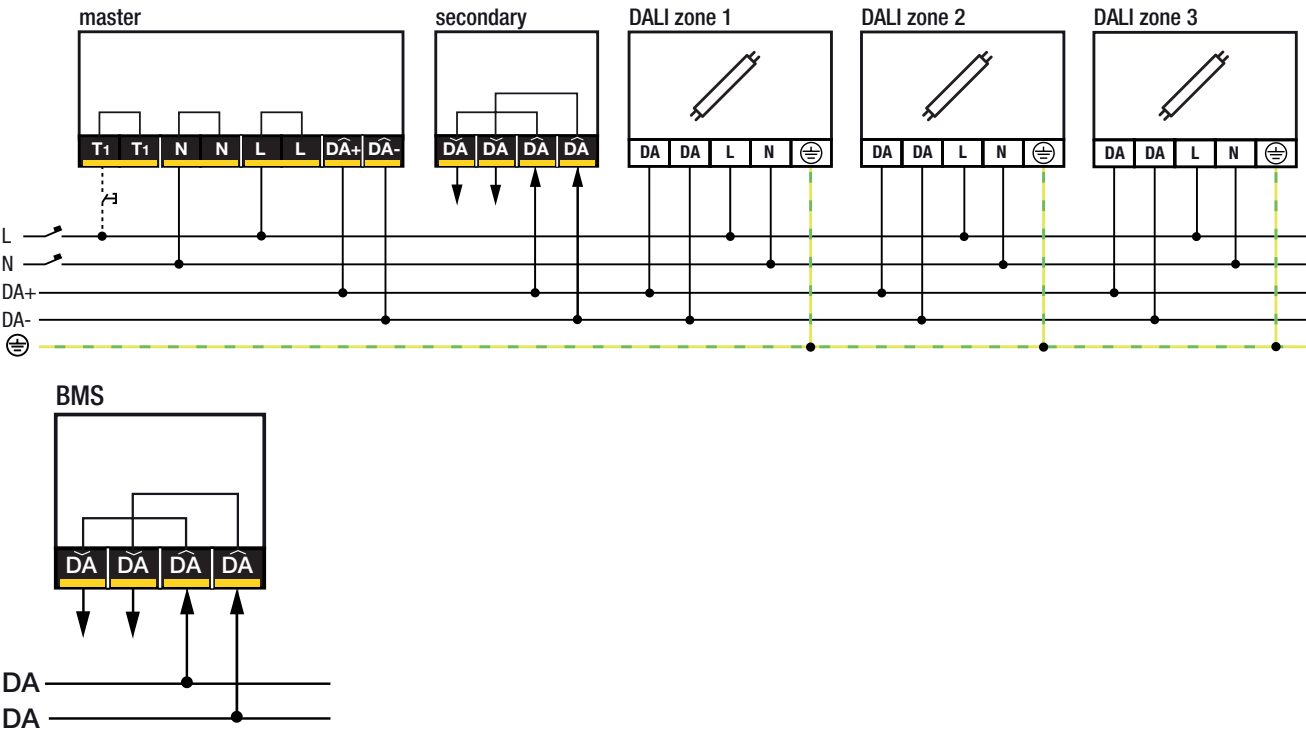 master secondary DALI zone 1 DALI zone 2 DALI zone 3
T1 T1 N N L L DA+ DA- DA DA DA DA DA DA L N DA DA L N DA DA L N
L
N
DA+
DA-
BMS
DA DA DA DA
DA
DA